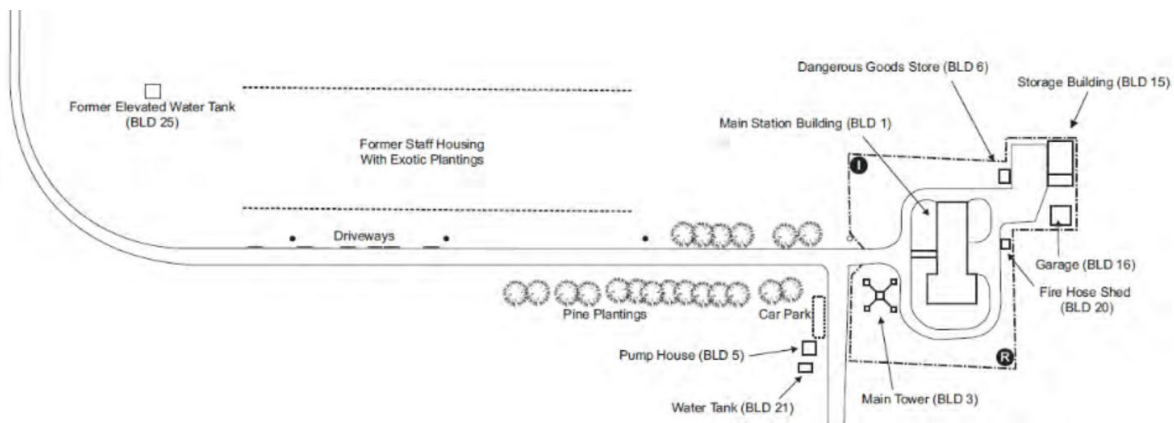 Dangerous Goods Store (BLD 6)
Storage Building (BLD 15)
Former Elevated Water Tank
(BLD 25)
Main Station Building (BLD 1)
Former Staff Housing
With Exotic Plantings
I
Driveways
Garage (BLD 16)
Fire Hose Shed
(BLD 20)
Pine Plantings
Car Park
Pump House (BLD 5)
R
Water Tank (BLD 21)
Main Tower (BLD 3)